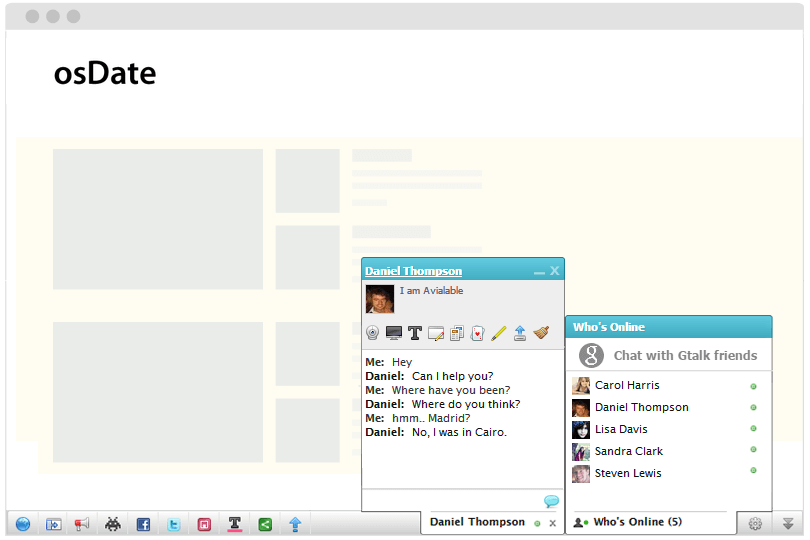 osDate
Daniel Thompson
I am Avialable
Me: Hey
Daniel: Can I help you?
Me: Where have you been?
Daniel: Where do you think?
Me: hmm.. Madrid?
Daniel: No, I was in Cairo.
Daniel Thompson
Who's Online
Chat with Gtalk friends
Carol Harris
Daniel Thompson
Lisa Davis
Sandra Clark
Steven Lewis
Who's Online (5)